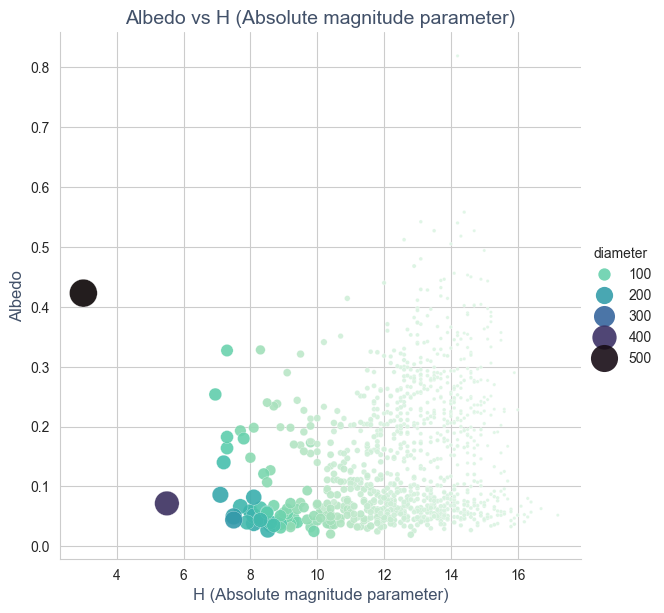 Albedo vs H (Absolute magnitude parameter)
0.8
0.7
0.6
0.5
0.4
0.3
0.2
0.1
0.0
Albedo
4 6 8 10 12 14 16
H (Absolute magnitude parameter)
diameter
100
200
300
400
500